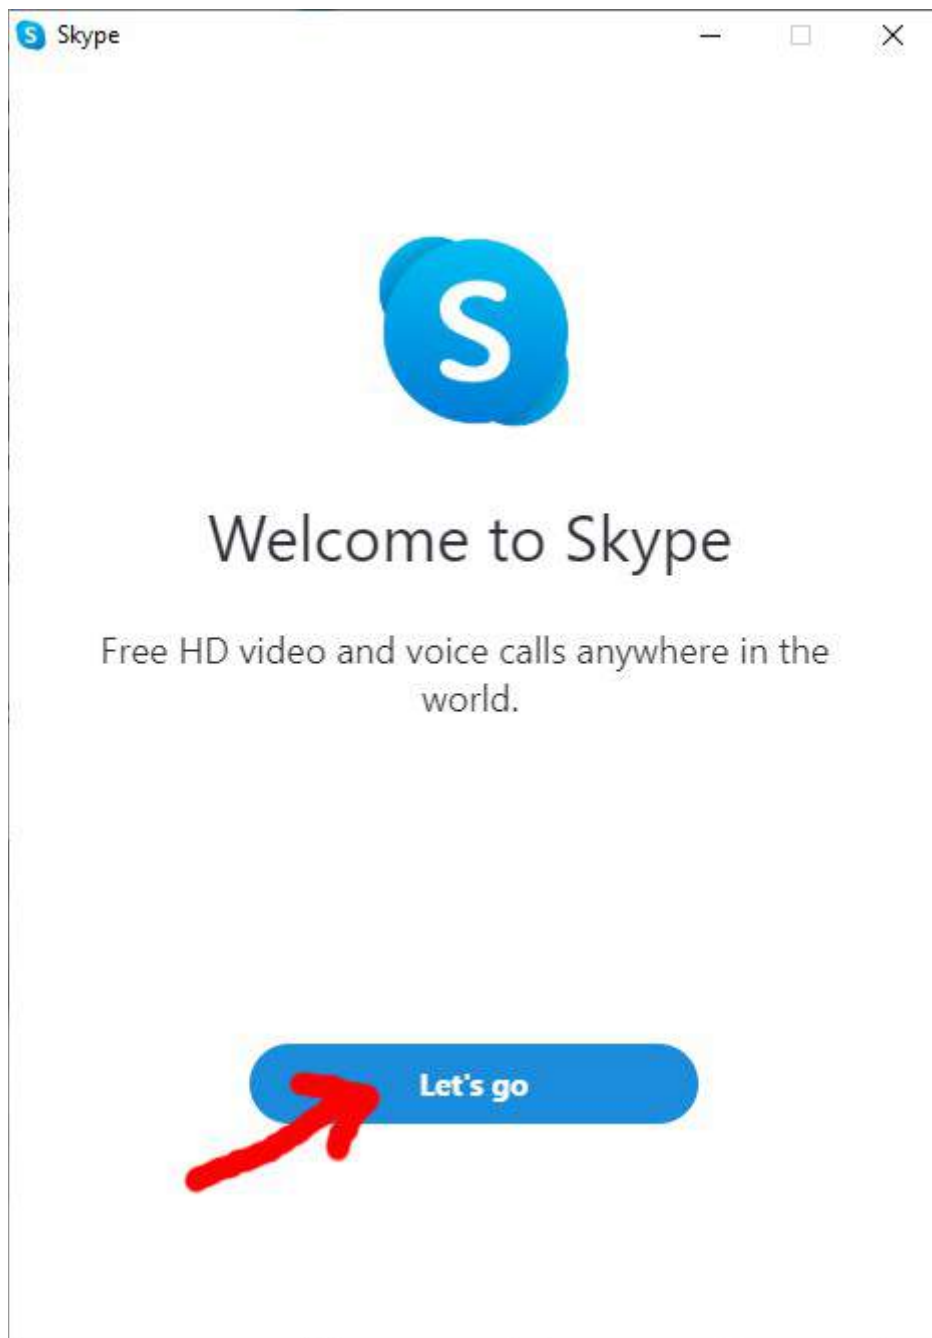 Skype
S
Welcome to Skype
Free HD video and voice calls anywhere in the
world.
Let's go